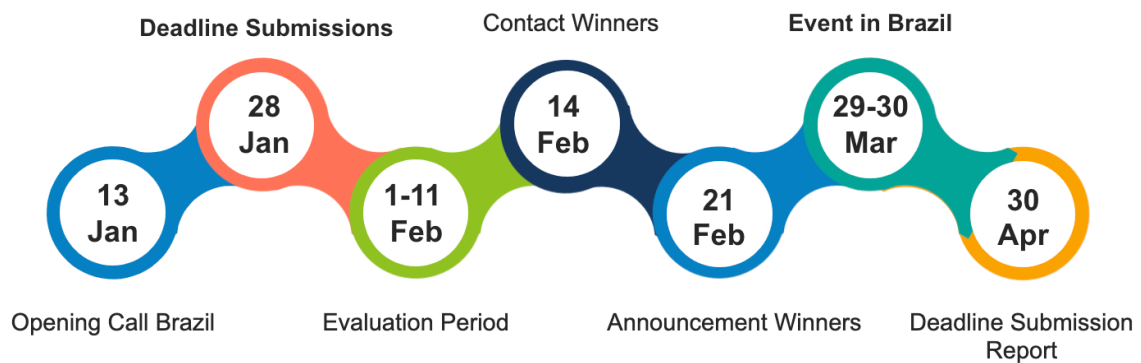 Deadline Submissions
Contact Winners
Event in Brazil
28
Jan
14
Feb
29-30
Mar
13
Jan
1-11
Feb
21
Feb
30
Apr
Opening Call Brazil
Evaluation Period
Announcement Winners
Deadline Submission
Report